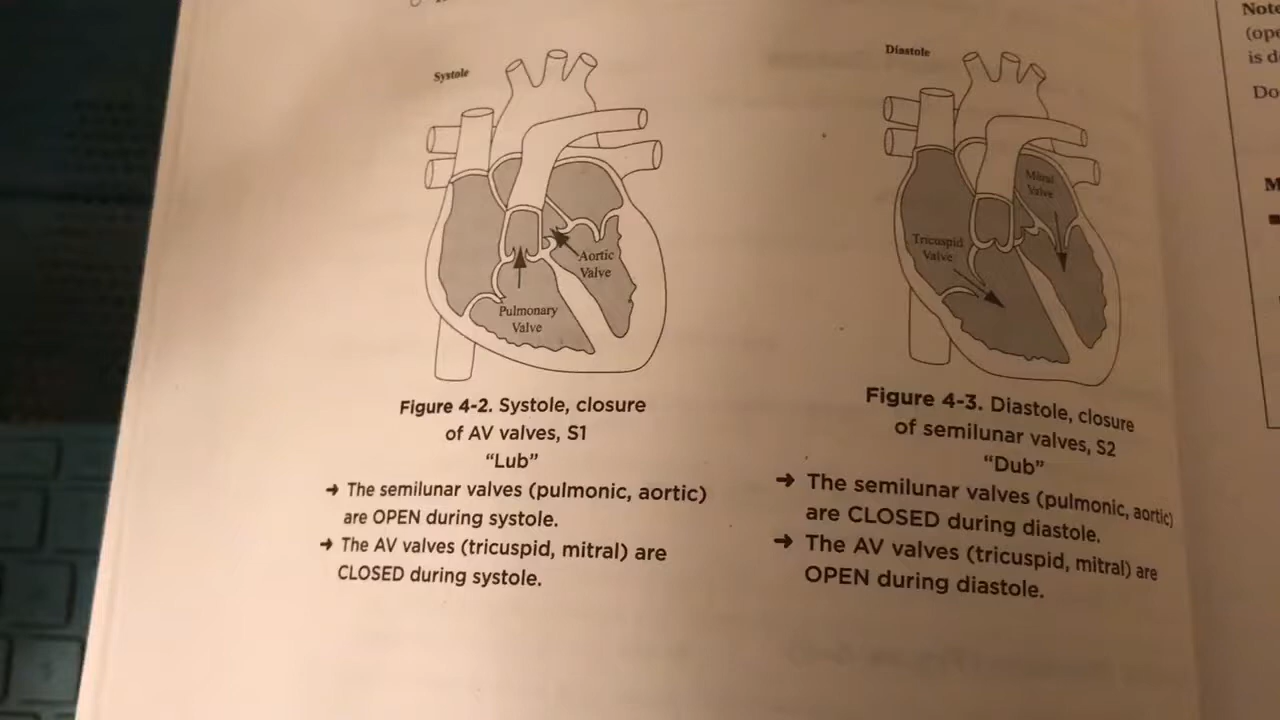 Systole
Aortic
Valve
Pulmonary
Valve
Figure 4-2. Systole, closure
of AV valves, S1
“Lub”
➔ The semilunar valves (pulmonic, aortic)
are OPEN during systole.
➔ The AV valves (tricuspid, mitral) are
CLOSED during systole.
Diastole
Mitral
Valve
Tricuspid
Valve
Figure 4-3. Diastole, closure
of semilunar valves, S2
“Dub”
➔ The semilunar valves (pulmonic, aortic)
are CLOSED during diastole.
➔ The AV valves (tricuspid, mitral) are
OPEN during diastole.
Note
(ope
is d
Do
M